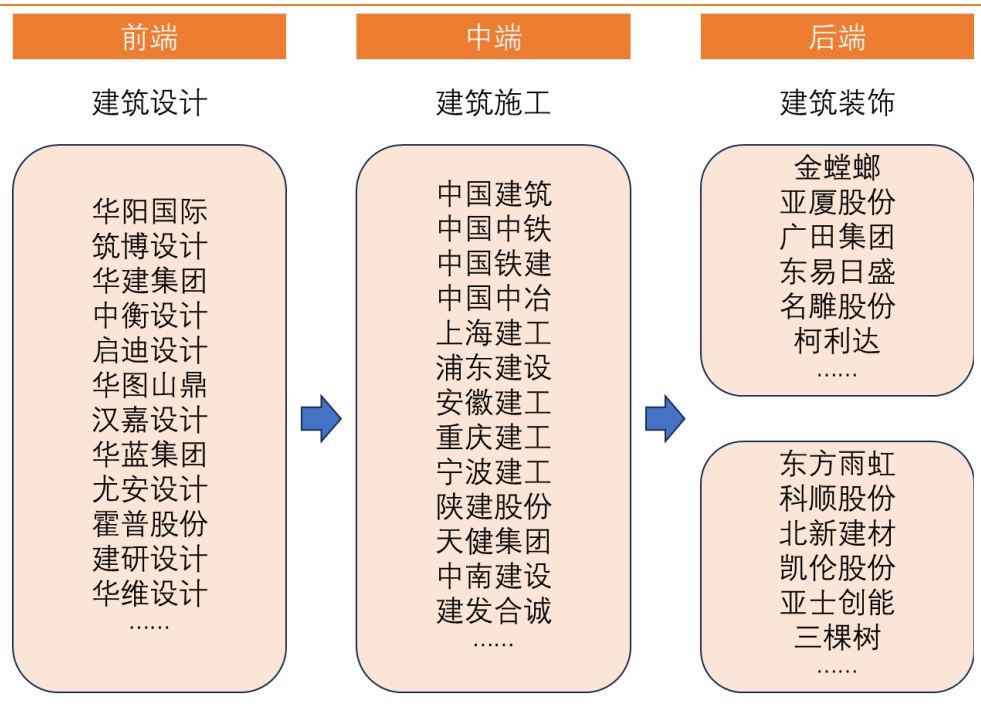 前端
建筑设计
华阳国际
筑博设计
华建集团
中衡设计
启迪设计
华图山鼎
汉嘉设计
华蓝集团
尤安设计
霍普股份
建研设计
华维设计
……
中端
建筑施工
中国建筑
中国中铁
中国铁建
中国中冶
上海建工
浦东建设
安徽建工
重庆建工
宁波建工
陕建股份
天健集团
中南建设
建发合诚
……
后端
建筑装饰
金螳螂
亚厦股份
广田集团
东易日盛
名雕股份
柯利达
……
东方雨虹
科顺股份
北新建材
凯伦股份
亚士创能
三棵树
……